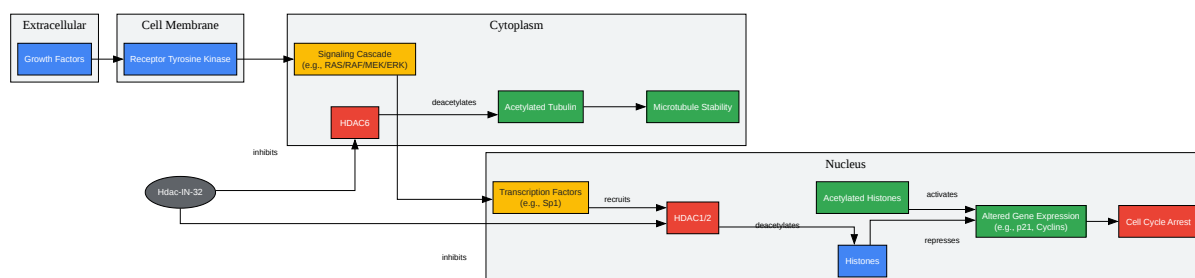 Extracellular
Cell Membrane
Cytoplasm
Growth Factors
Receptor Tyrosine Kinase
Signaling Cascade
(e.g., RAS/RAF/MEK/ERK)
deacetylates
Acetylated Tubulin
Microtubule Stability
HDAC6
inhibits
Nucleus
Hdac-IN-32
Transcription Factors
(e.g., Sp1)
recruits
HDAC1/2
deacetylates
Acetylated Histones
activates
Altered Gene Expression
(e.g., p21, Cyclins)
Cell Cycle Arrest
represses
Histones
inhibits